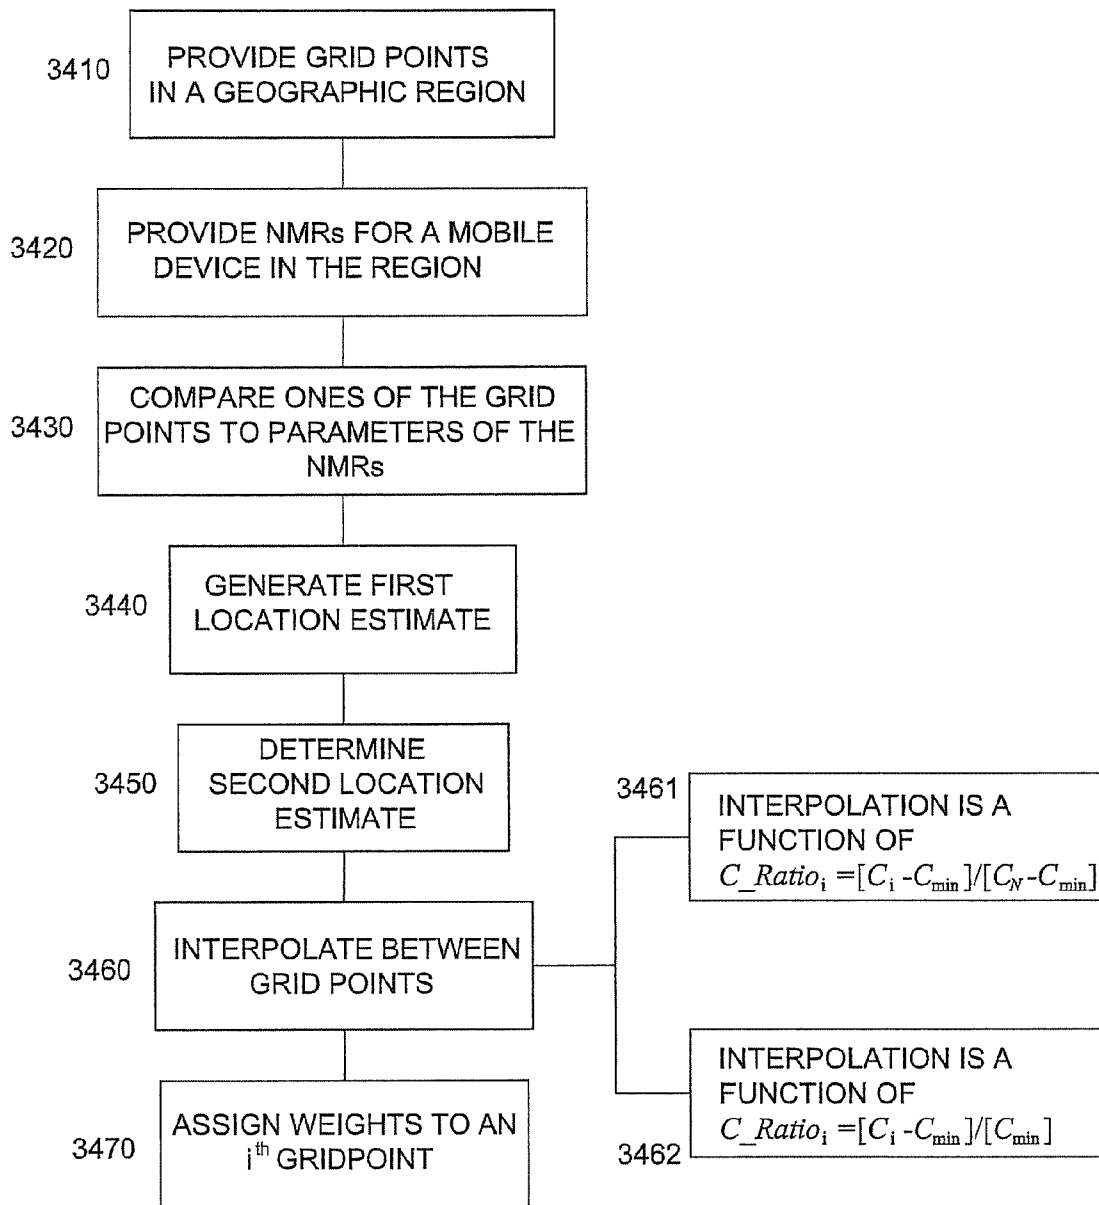 3410
PROVIDE GRID POINTS
IN A GEOGRAPHIC REGION
3420
PROVIDE NMRs FOR A MOBILE
DEVICE IN THE REGION
3430
COMPARE ONES OF THE GRID
POINTS TO PARAMETERS OF THE
NMRs
3440
GENERATE FIRST
LOCATION ESTIMATE
3450
DETERMINE
SECOND LOCATION
ESTIMATE
3460
INTERPOLATE BETWEEN
GRID POINTS
3461
INTERPOLATION IS A
FUNCTION OF
C_Ratio_i =[C_i -C_min]/[C_N-C_min]
3462
INTERPOLATION IS A
FUNCTION OF
C_Ratio_i =[C_i -C_min]/[C_min]
3470
ASSIGN WEIGHTS TO AN
i^th GRIDPOINT